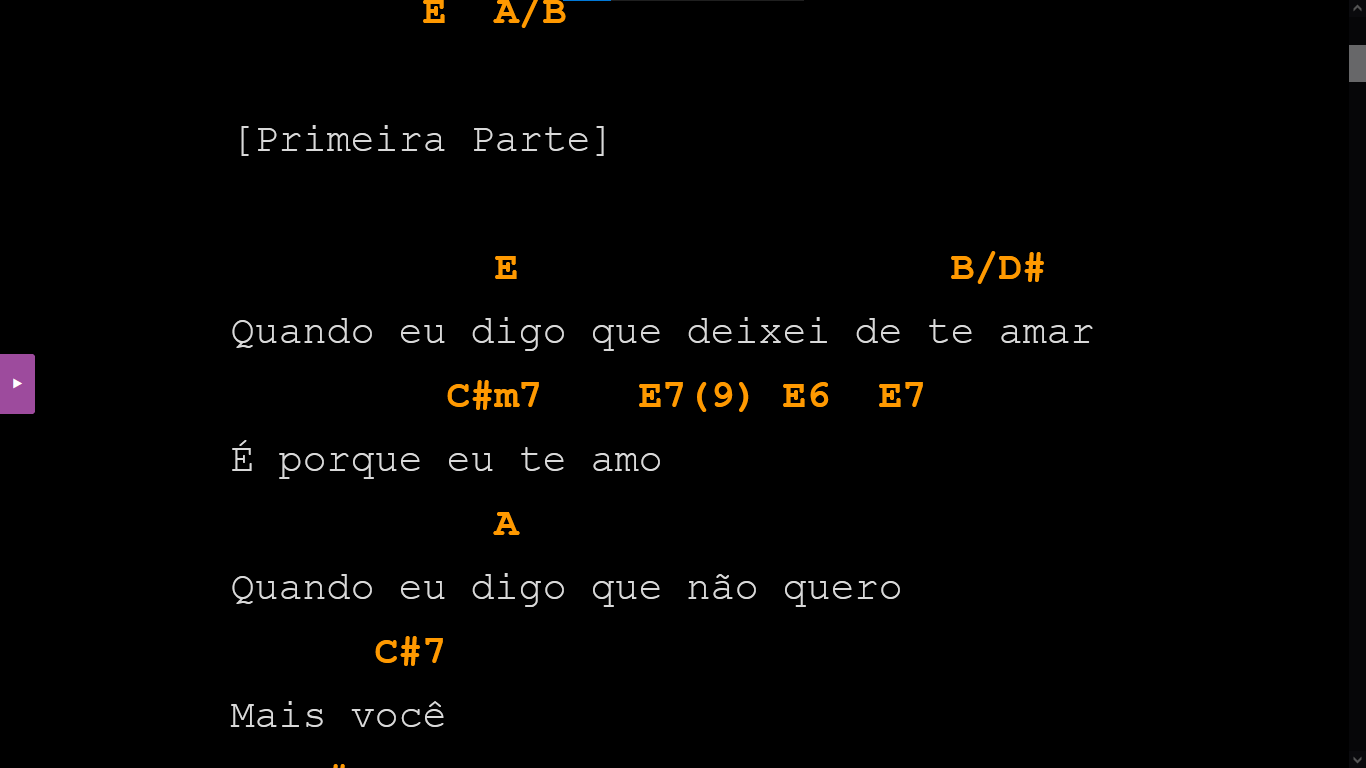 E A/B
[Primeira Parte]
E B/D#
Quando eu digo que deixei de te amar
C#m7 E7(9) E6 E7
É porque eu te amo
A
Quando eu digo que não quero
C#7
Mais você